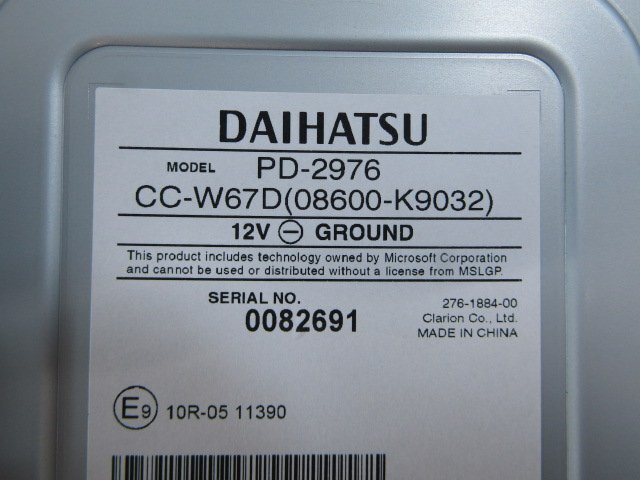 DAIHATSU
MODEL PD-2976
CC-W67D(08600-K9032)
12V ⊖ GROUND
This product includes technology owned by Microsoft Corporation
and cannot be used or distributed without a license from MSLGP.
SERIAL NO.
0082691
276-1884-00
Clarion Co., Ltd.
MADE IN CHINA
E9 10R-05 11390